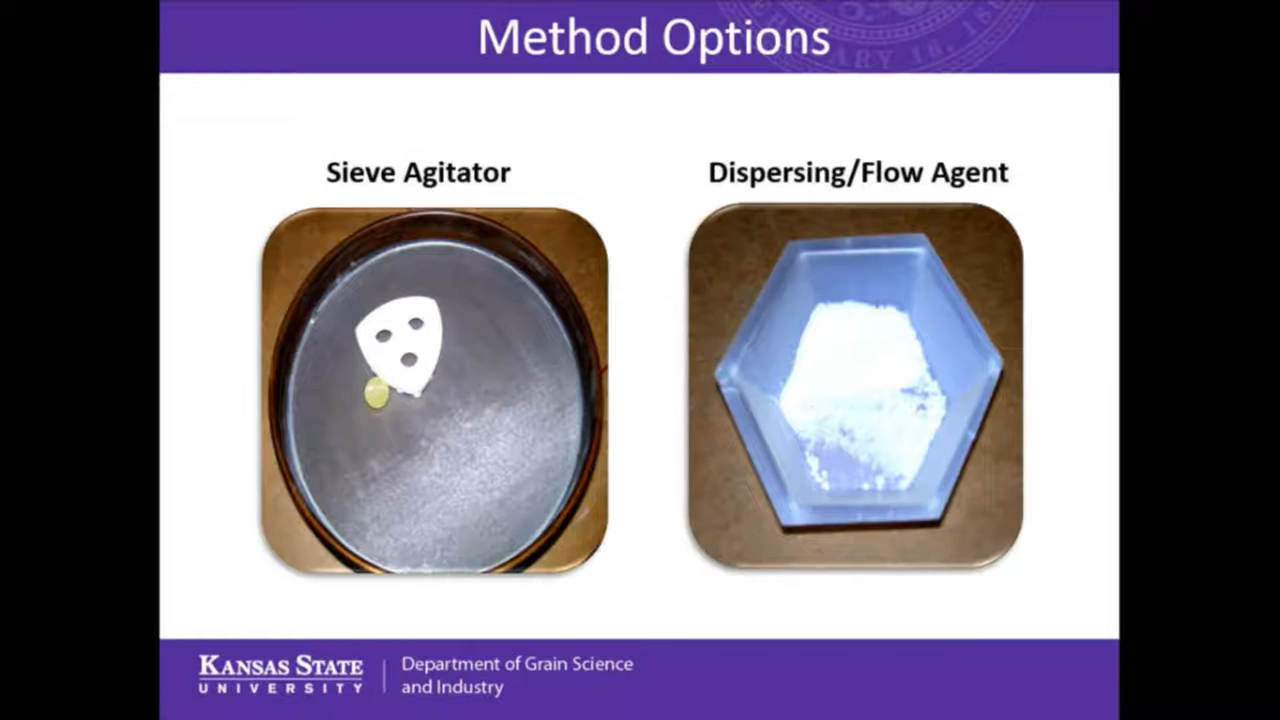 Method Options
Sieve Agitator
Dispersing/Flow Agent
KANSAS STATE
UNIVERSITY
Department of Grain Science
and Industry